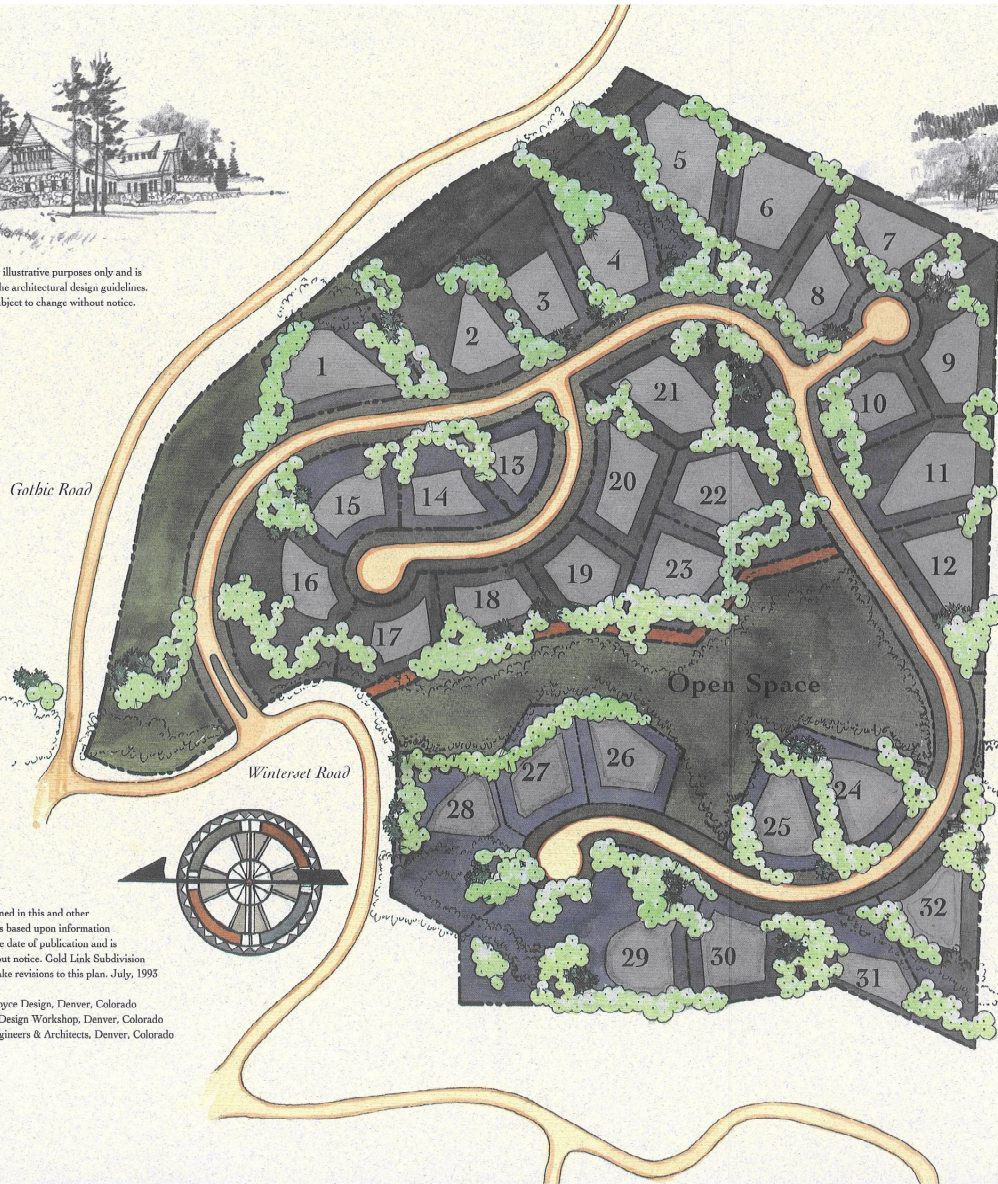 illustrative purposes only and is
he architectural design guidelines.
bject to change without notice.
Gothic Road
Winterset Road
Open Space
1
2
3
4
5
6
7
8
9
10
11
12
13
14
15
16
17
18
19
20
21
22
23
24
25
26
27
28
29
30
31
32
ned in this and other
s based upon information
e date of publication and is
out notice. Gold Link Subdivision
ake revisions to this plan. July, 1993
oyce Design, Denver, Colorado
Design Workshop, Denver, Colorado
gineers & Architects, Denver, Colorado